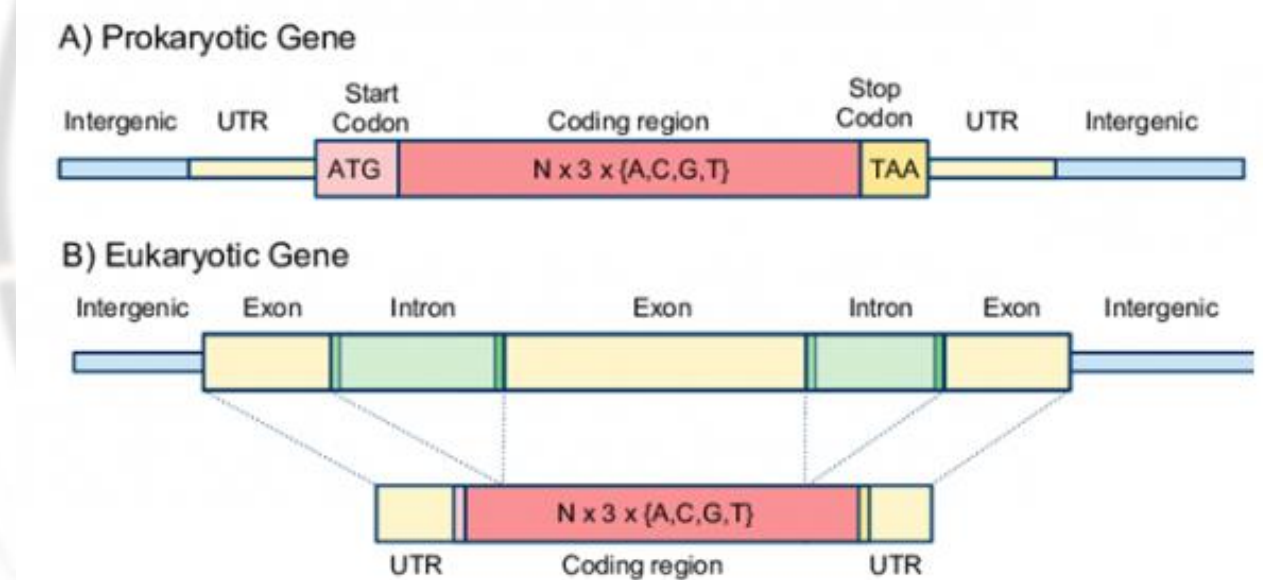 A) Prokaryotic Gene
Intergenic UTR Start Codon Coding region Stop Codon UTR Intergenic
ATG N x 3 x {A,C,G,T} TAA
B) Eukaryotic Gene
Intergenic Exon Intron Exon Intron Exon Intergenic
N x 3 x {A,C,G,T}
UTR Coding region UTR